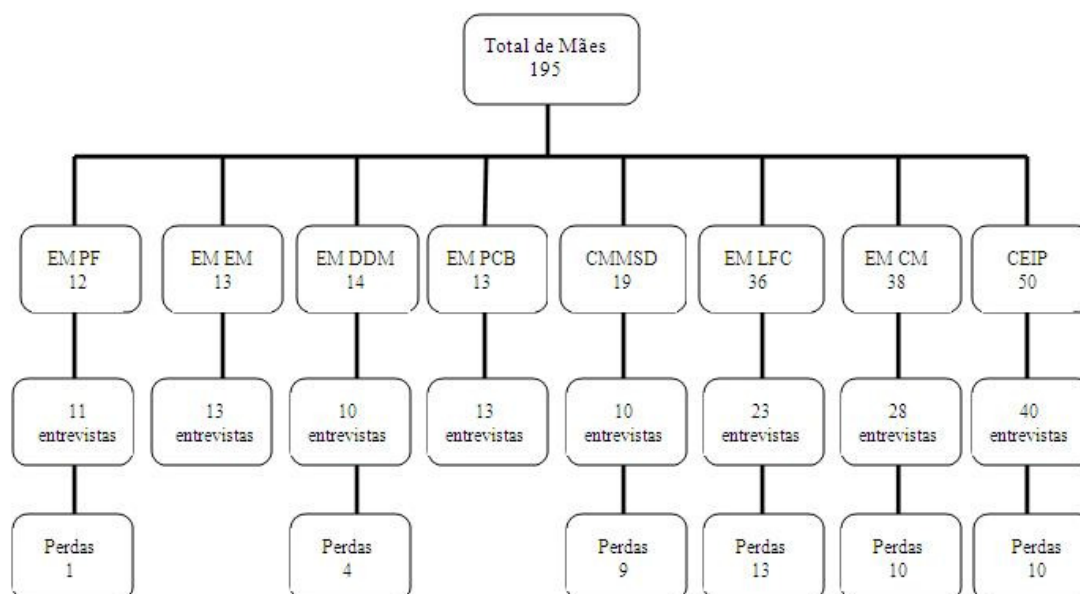 Total de Mães
195
EM PF
12
EM EM
13
EM DDM
14
EM PCB
13
CMMSD
19
EM LFC
36
EM CM
38
CEIP
50
11
entrevistas
13
entrevistas
10
entrevistas
13
entrevistas
10
entrevistas
23
entrevistas
28
entrevistas
40
entrevistas
Perdas
1
Perdas
4
Perdas
9
Perdas
13
Perdas
10
Perdas
10